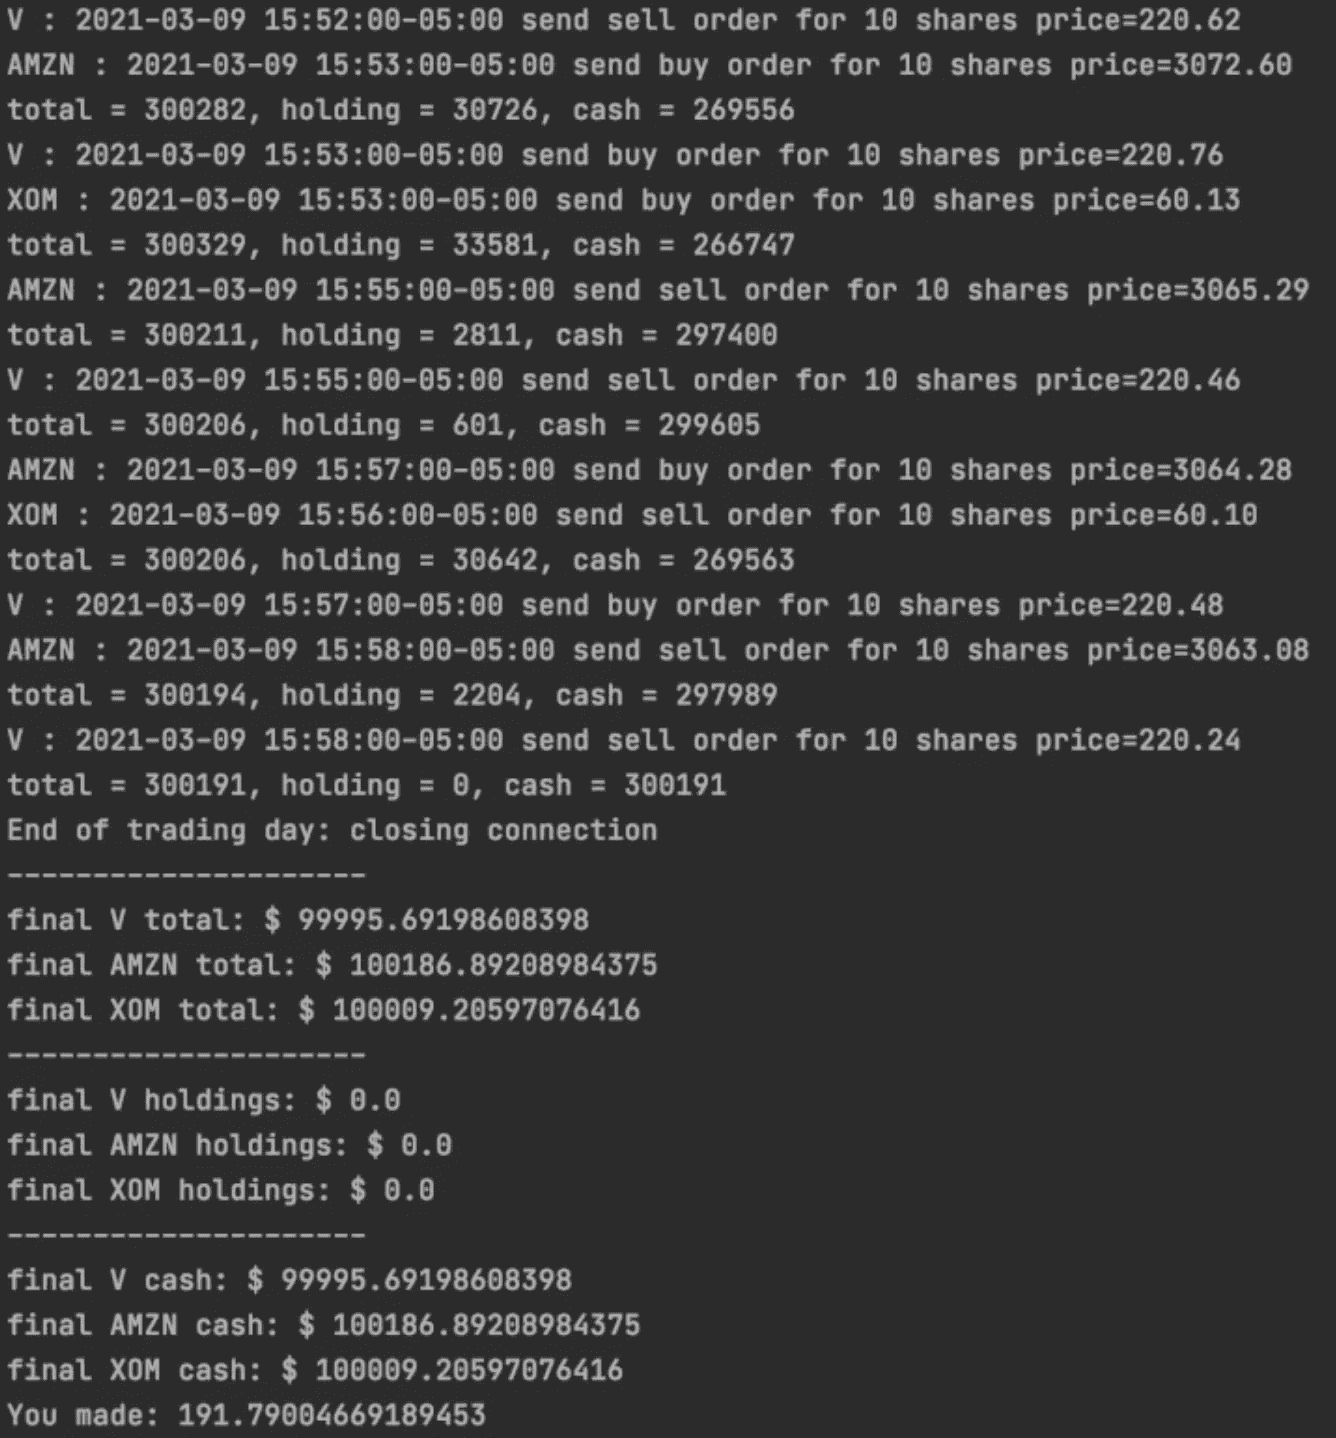 V : 2021-03-09 15:52:00-05:00 send sell order for 10 shares price=220.62
AMZN : 2021-03-09 15:53:00-05:00 send buy order for 10 shares price=3072.60
total = 300282, holding = 30726, cash = 269556
V : 2021-03-09 15:53:00-05:00 send buy order for 10 shares price=220.76
XOM : 2021-03-09 15:53:00-05:00 send buy order for 10 shares price=60.13
total = 300329, holding = 33581, cash = 266747
AMZN : 2021-03-09 15:55:00-05:00 send sell order for 10 shares price=3065.29
total = 300211, holding = 2811, cash = 297400
V : 2021-03-09 15:55:00-05:00 send sell order for 10 shares price=220.46
total = 300206, holding = 601, cash = 299605
AMZN : 2021-03-09 15:57:00-05:00 send buy order for 10 shares price=3064.28
XOM : 2021-03-09 15:56:00-05:00 send sell order for 10 shares price=60.10
total = 300206, holding = 30642, cash = 269563
V : 2021-03-09 15:57:00-05:00 send buy order for 10 shares price=220.48
AMZN : 2021-03-09 15:58:00-05:00 send sell order for 10 shares price=3063.08
total = 300194, holding = 2204, cash = 297989
V : 2021-03-09 15:58:00-05:00 send sell order for 10 shares price=220.24
total = 300191, holding = 0, cash = 300191
End of trading day: closing connection
---------------------
final V total: $ 99995.69198608398
final AMZN total: $ 100186.89208984375
final XOM total: $ 100009.20597076416
---------------------
final V holdings: $ 0.0
final AMZN holdings: $ 0.0
final XOM holdings: $ 0.0
---------------------
final V cash: $ 99995.69198608398
final AMZN cash: $ 100186.89208984375
final XOM cash: $ 100009.20597076416
You made: 191.79004669189453